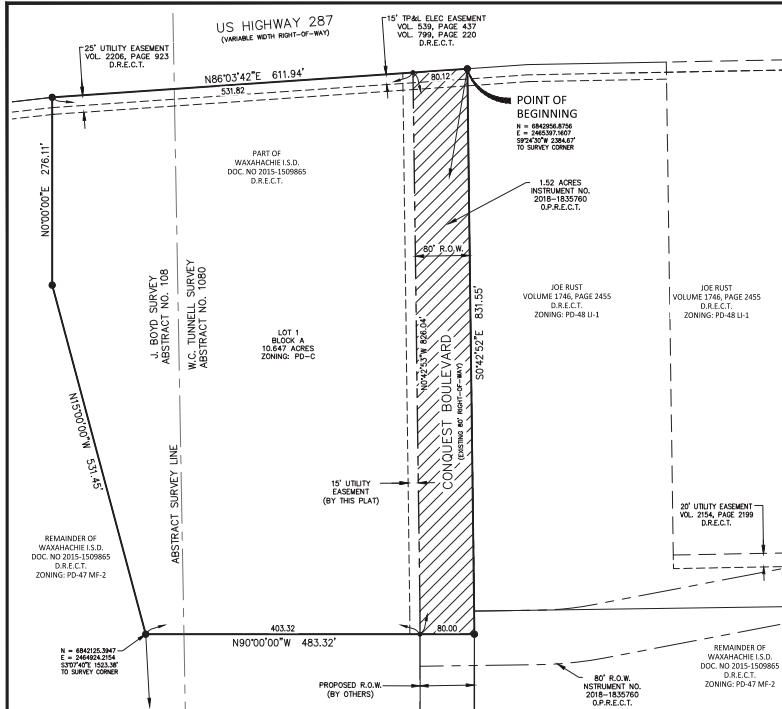 US HIGHWAY 287
(VARIABLE WIDTH RIGHT-OF-WAY)
15' TP&L ELEC EASEMENT
VOL. 539, PAGE 437
VOL. 799, PAGE 220
D.R.E.C.T.
25' UTILITY EASEMENT
VOL. 2206, PAGE 923
D.R.E.C.T.
N86°03'42"E 611.94'
531.82
80.12
POINT OF
BEGINNING
N = 6842956.8756
E = 2465397.1607
S9°24'30"W 2384.67'
TO SURVEY CORNER
N0°00'00"E 276.11'
PART OF
WAXAHACHIE I.S.D.
DOC. NO 2015-1509865
D.R.E.C.T.
1.52 ACRES
INSTRUMENT NO.
2018-1835760
O.P.R.E.C.T.
80' R.O.W.
JOE RUST
VOLUME 1746, PAGE 2455
D.R.E.C.T.
ZONING: PD-48 LI-1
JOE RUST
VOLUME 1746, PAGE 2455
D.R.E.C.T.
ZONING: PD-48 LI-1
J. BOYD SURVEY
ABSTRACT NO. 108
W.C. TUNNELL SURVEY
ABSTRACT NO. 1080
LOT 1
BLOCK A
10.647 ACRES
ZONING: PD-C
N0°42'53"W 826.04'
CONQUEST BOULEVARD
(EXISTING 80' RIGHT-OF-WAY)
S0°42'52"E 831.55'
N15°00'00"W 531.45'
ABSTRACT SURVEY LINE
15' UTILITY
EASEMENT
(BY THIS PLAT)
20' UTILITY EASEMENT
VOL. 2154, PAGE 2199
D.R.E.C.T.
REMAINDER OF
WAXAHACHIE I.S.D.
DOC. NO 2015-1509865
D.R.E.C.T.
ZONING: PD-47 MF-2
403.32
80.00
N90°00'00"W 483.32'
N = 6842125.3947
E = 2464924.2154
S3°07'40"E 1523.38'
TO SURVEY CORNER
PROPOSED R.O.W.
(BY OTHERS)
80' R.O.W.
NSTRUMENT NO.
2018-1835760
O.P.R.E.C.T.
REMAINDER OF
WAXAHACHIE I.S.D.
DOC. NO 2015-1509865
D.R.E.C.T.
ZONING: PD-47 MF-2